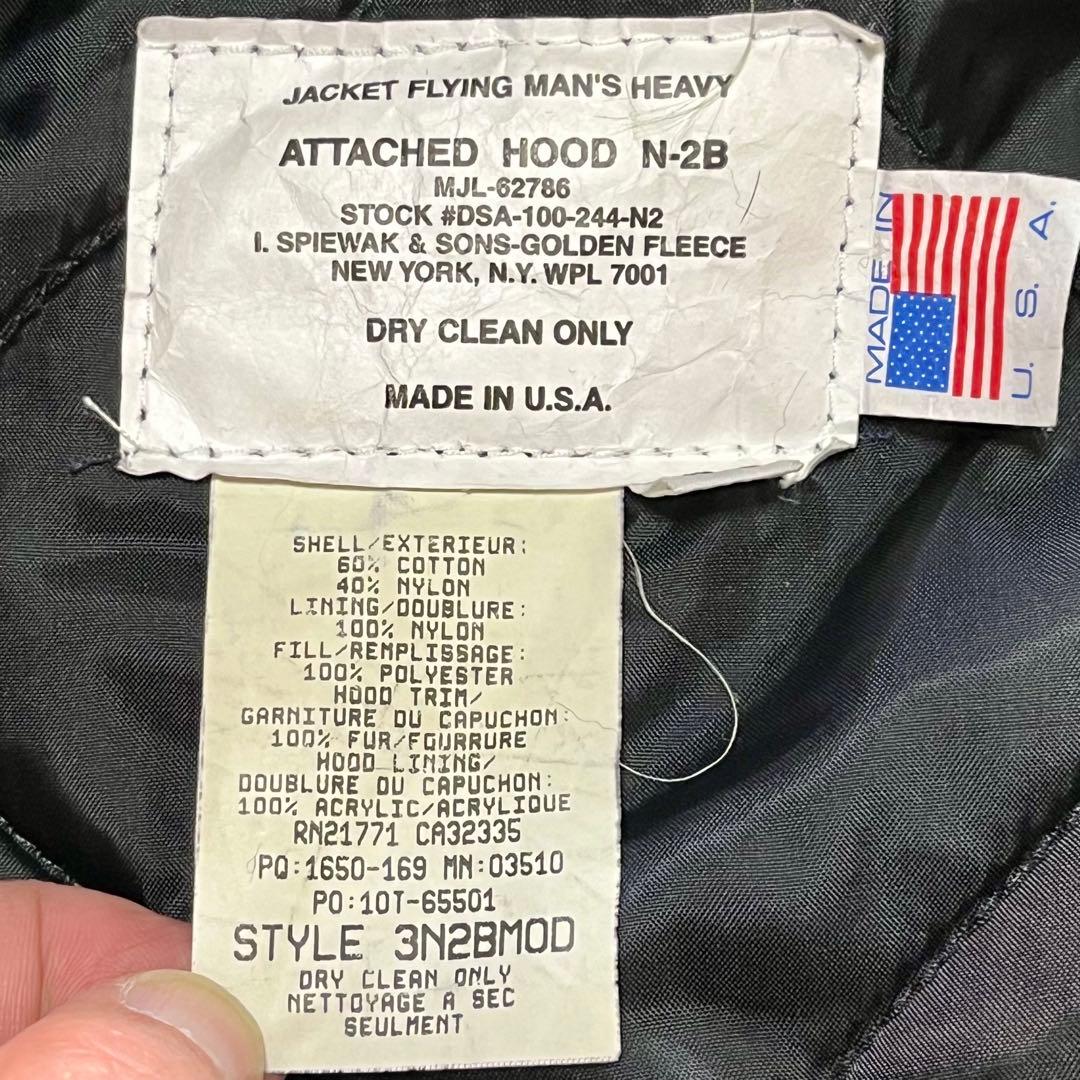 JACKET FLYING MAN'S HEAVY
ATTACHED HOOD N-2B
MJL-62786
STOCK #DSA-100-244-N2
I. SPIEWAK & SONS-GOLDEN FLEECE
NEW YORK, N.Y. WPL 7001
DRY CLEAN ONLY
MADE IN U.S.A.
MADE IN
U. S. A.
SHELL/EXTERIEUR:
60% COTTON
40% NYLON
LINING/DOUBLURE:
100% NYLON
FILL/REMPLISSAGE:
100% POLYESTER
HOOD TRIM/
GARNITURE DU CAPUCHON:
100% FUR/FOURRURE
HOOD LINING/
DOUBLURE DU CAPUCHON:
100% ACRYLIC/ACRYLIQUE
RN21771 CA32335
PQ:1650-169 MN:03510
PO:10T-65501
STYLE 3N2BMOD
DRY CLEAN ONLY
NETTOYAGE A SEC
SEULMENT